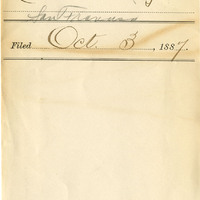 San Francisco
Filed Oct. 3, 1887.